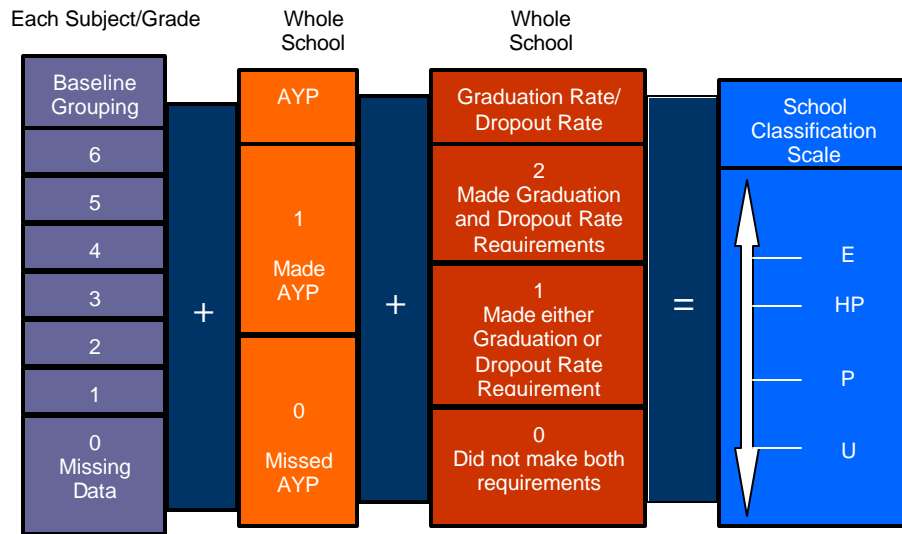 Each Subject/Grade
Whole
School
Whole
School
Baseline
Grouping
6
5
4
3
2
1
0
Missing
Data
+
AYP
1
Made
AYP
0
Missed
AYP
+
Graduation Rate/
Dropout Rate
2
Made Graduation
and Dropout Rate
Requirements
1
Made either
Graduation or
Dropout Rate
Requirement
0
Did not make both
requirements
=
School
Classification
Scale
E
HP
P
U